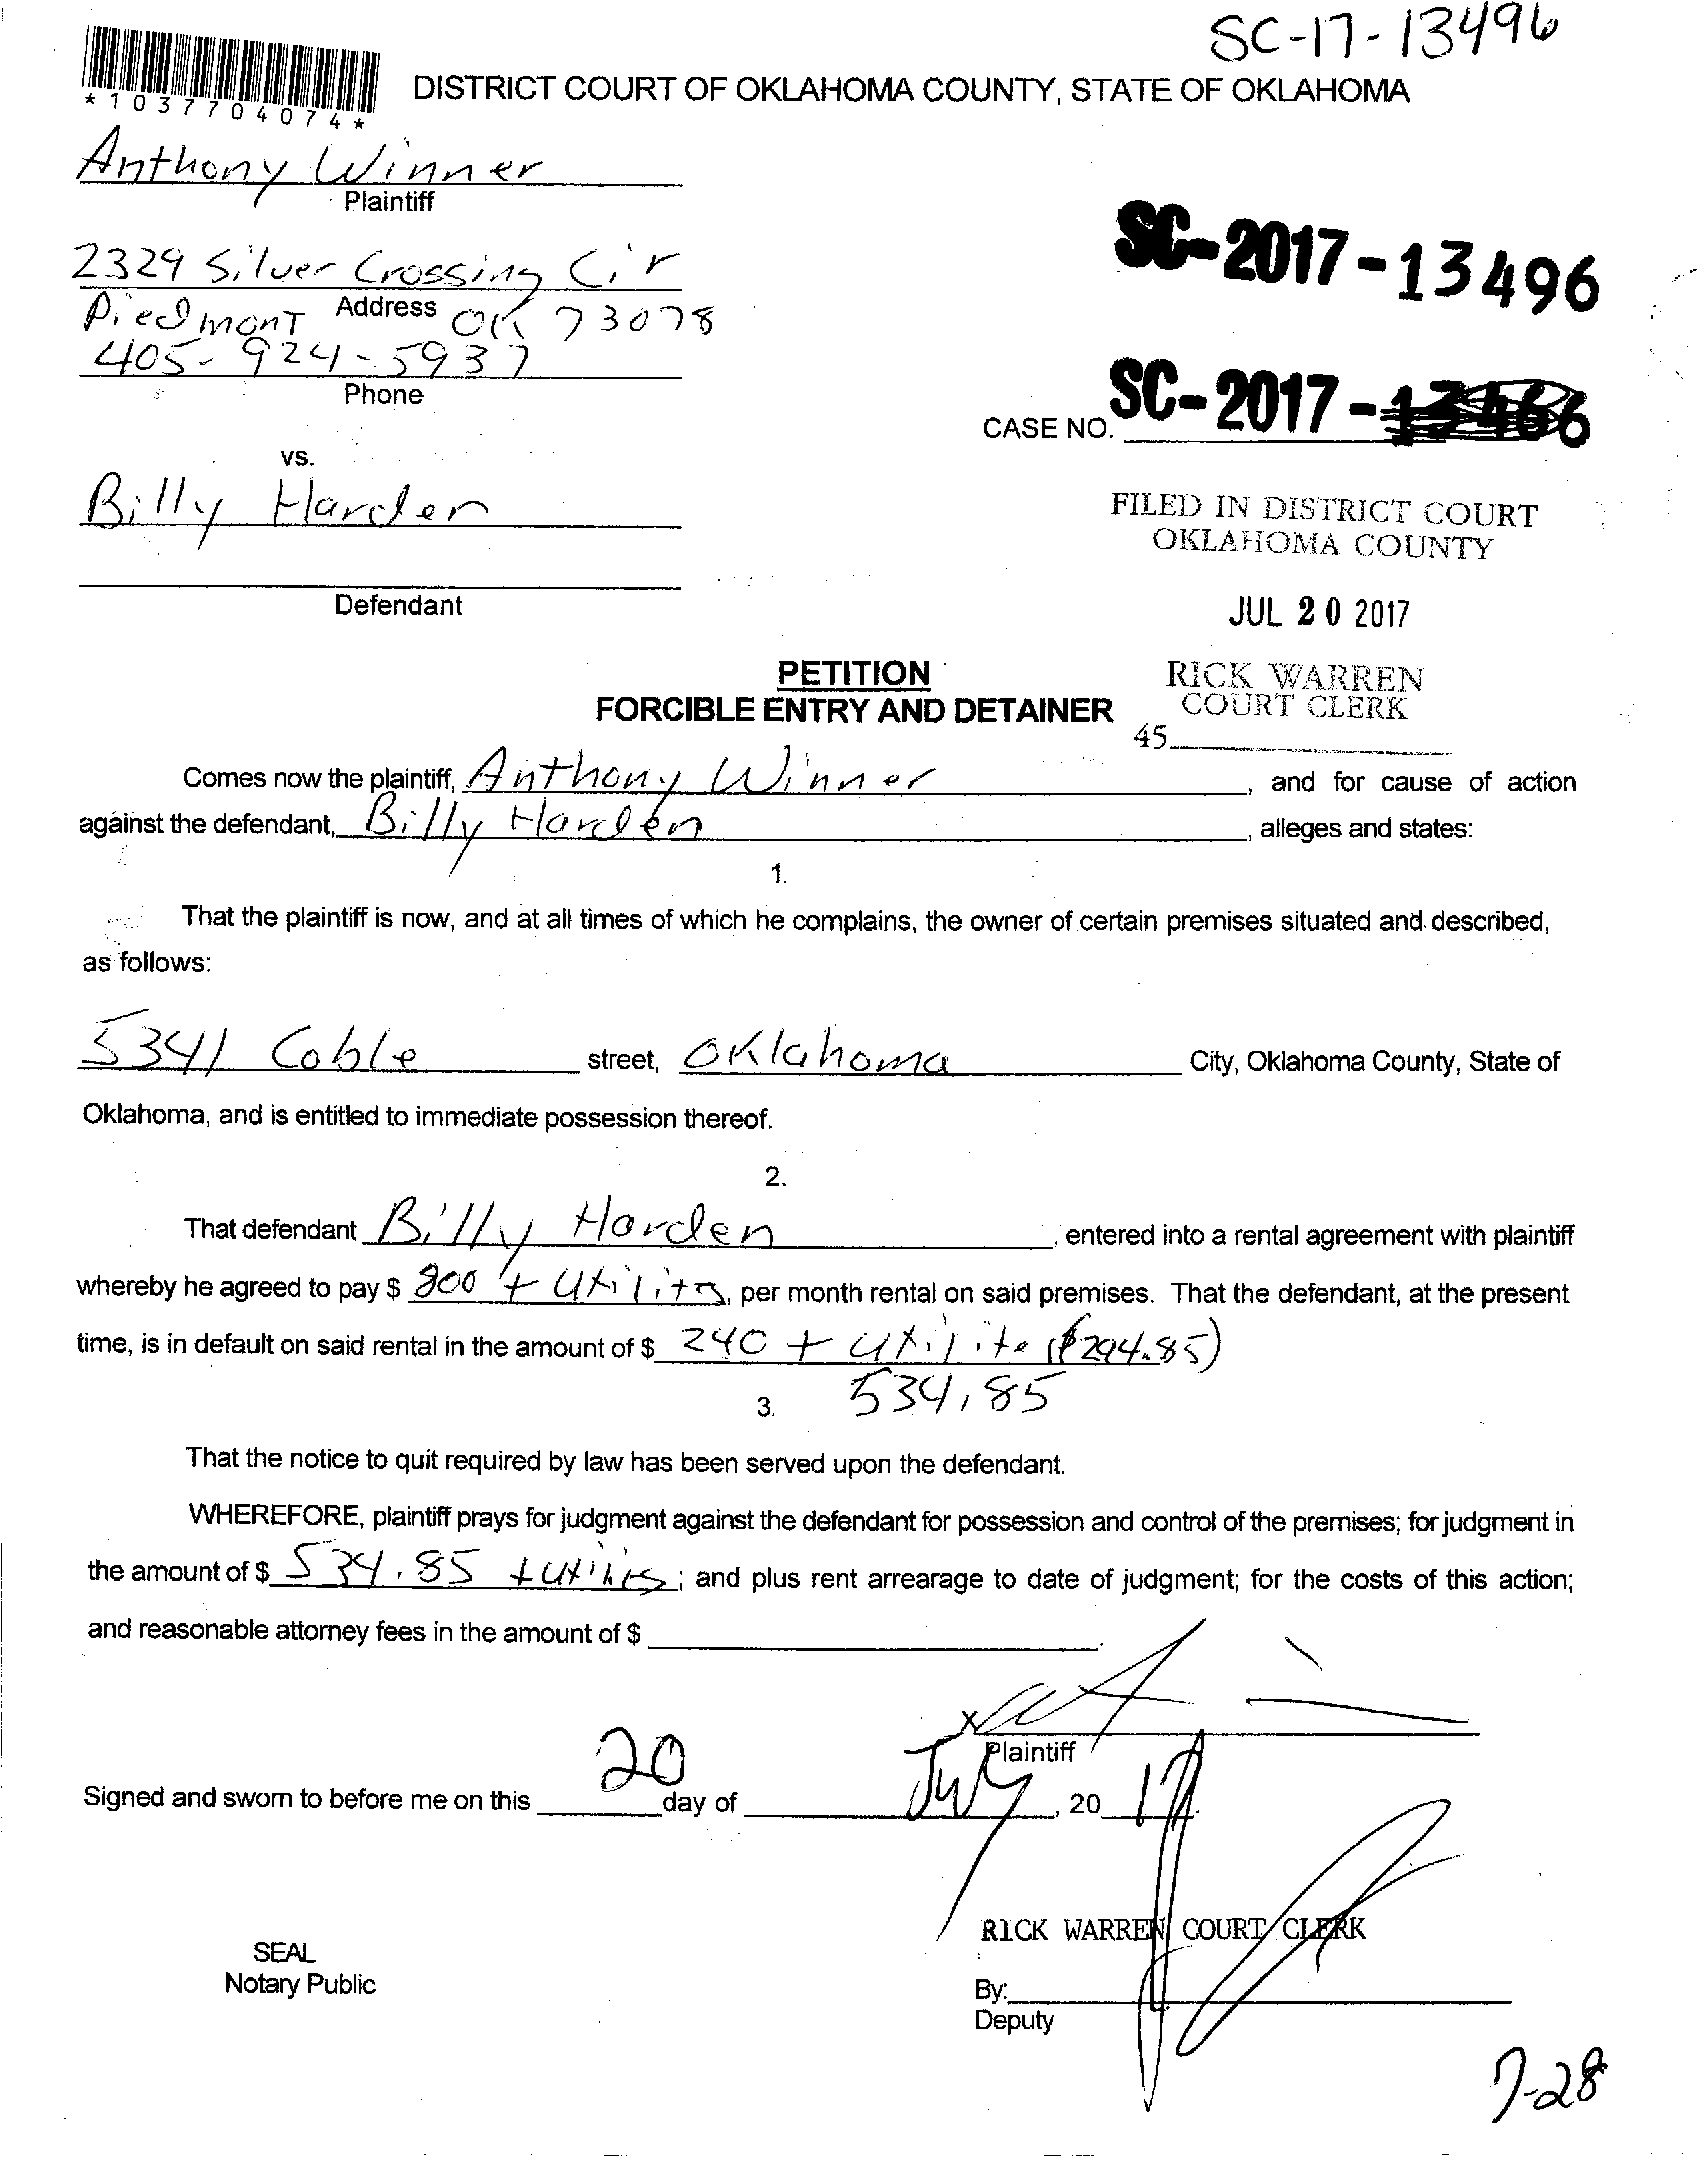 SC-17-13496
*1037704074*
DISTRICT COURT OF OKLAHOMA COUNTY, STATE OF OKLAHOMA
Anthony Winner
Plaintiff
2329 Silver Crossing Cir
Address
Piedmont OK 73078
405-924-5937
Phone
SC-2017-13496
CASE NO. SC-2017-
vs.
Billy Harden
Defendant
FILED IN DISTRICT COURT
OKLAHOMA COUNTY
JUL 20 2017
RICK WARREN
COURT CLERK
45
PETITION
FORCIBLE ENTRY AND DETAINER
Comes now the plaintiff, Anthony Winner, and for cause of action
against the defendant, Billy Harden, alleges and states:
1.
That the plaintiff is now, and at all times of which he complains, the owner of certain premises situated and described,
as follows:
5341 Coble street, Oklahoma City, Oklahoma County, State of
Oklahoma, and is entitled to immediate possession thereof.
2.
That defendant Billy Harden, entered into a rental agreement with plaintiff
whereby he agreed to pay $ + , per month rental on said premises. That the defendant, at the present
time, is in default on said rental in the amount of $ 240 + utilite ($294.85)
534.85
3.
That the notice to quit required by law has been served upon the defendant.
WHEREFORE, plaintiff prays for judgment against the defendant for possession and control of the premises; for judgment in
the amount of $ 534.85 + ; and plus rent arrearage to date of judgment; for the costs of this action;
and reasonable attorney fees in the amount of $
x
Plaintiff
Signed and sworn to before me on this 20 day of July, 20 17.
RICK WARREN COURT CLERK
SEAL
Notary Public
By:
Deputy
7-28